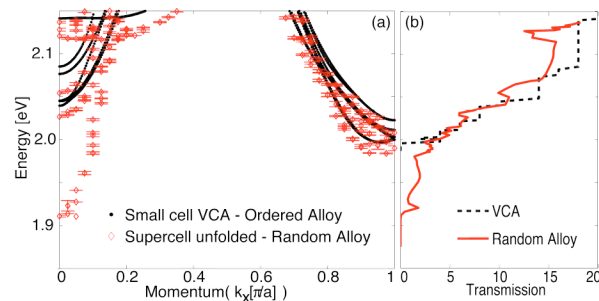 (a)
(b)
2.1
2.0
1.9
Energy [eV]
Small cell VCA - Ordered Alloy
Supercell unfolded - Random Alloy
VCA
Random Alloy
0 0.2 0.4 0.6 0.8 1
0 5 10 15 20
Momentum( kx[π/a]
Transmission